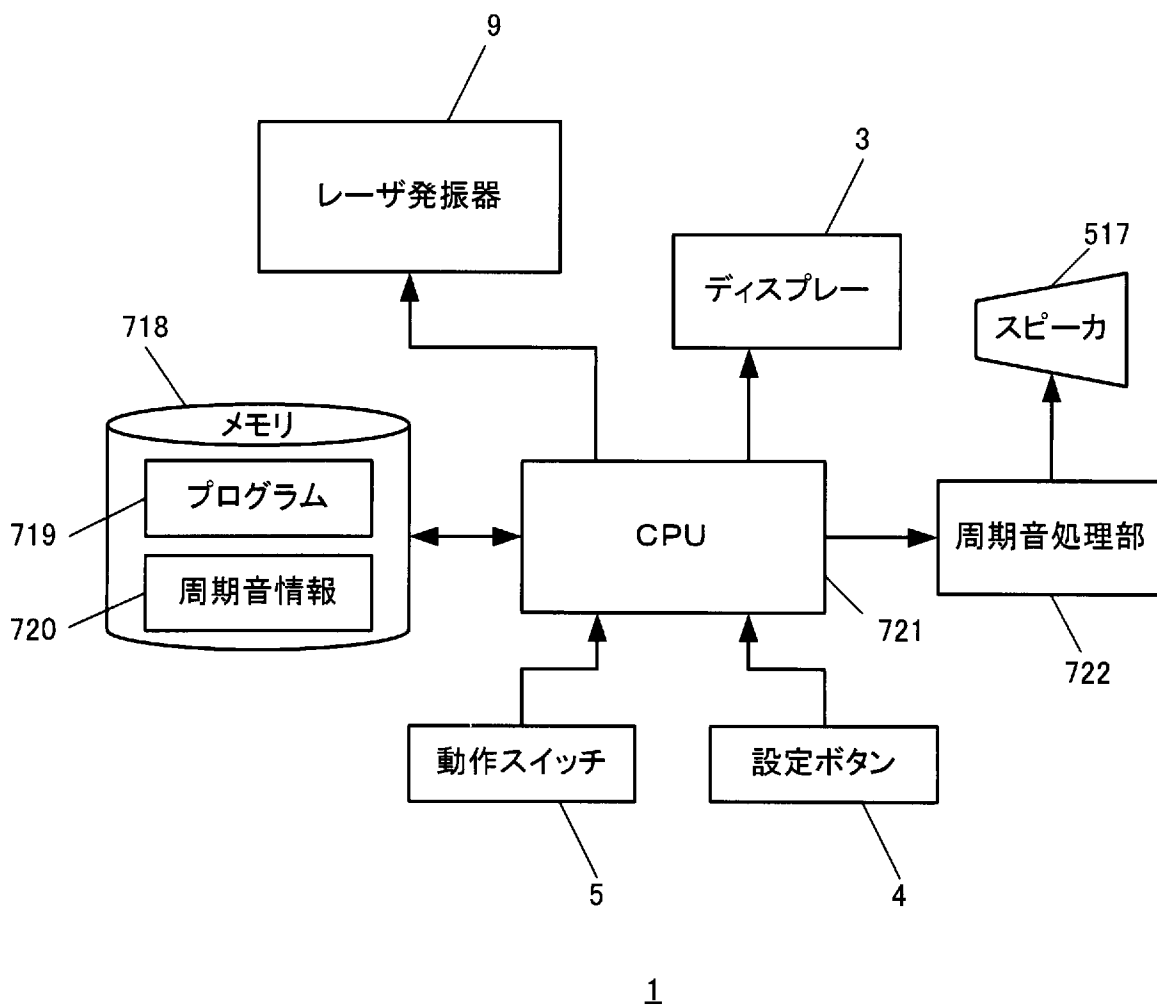 9
レーザ発振器
3
ディスプレー
517
スピーカ
718
メモリ
プログラム
719
周期音情報
720
CPU
721
周期音処理部
722
動作スイッチ
5
設定ボタン
4
1